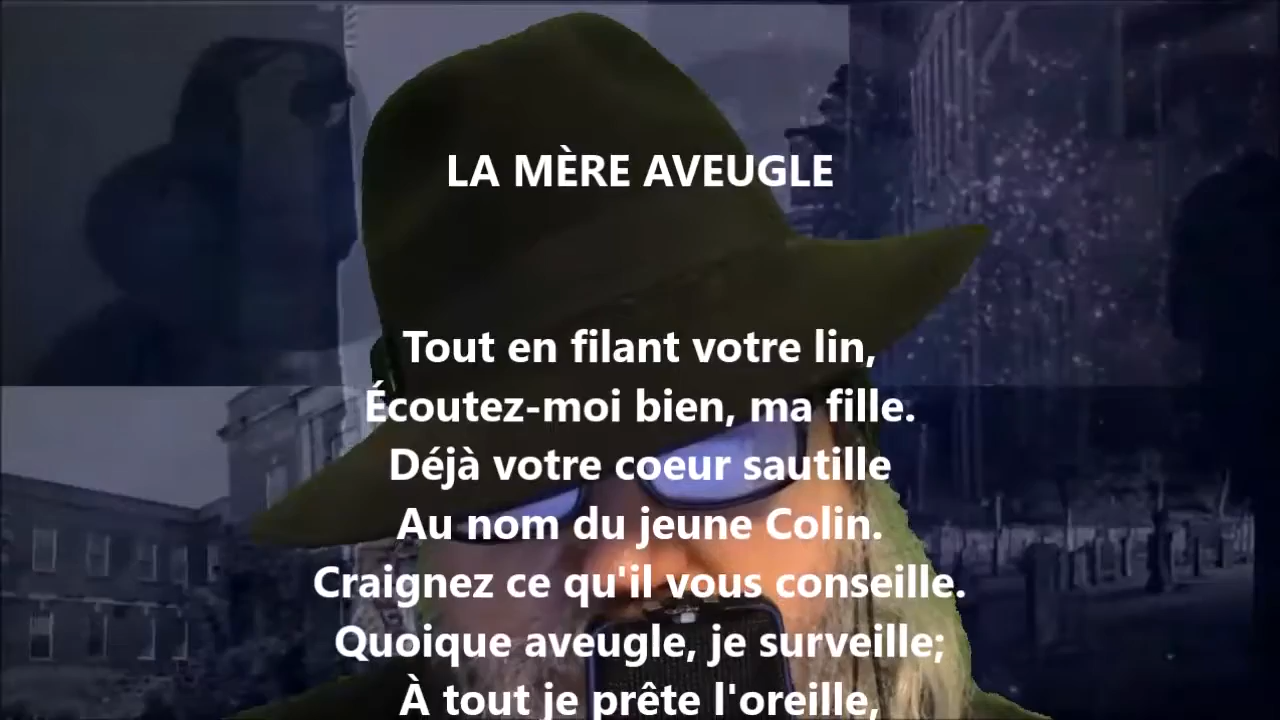 LA MÈRE AVEUGLE
Tout en filant votre lin,
Écoutez-moi bien, ma fille.
Déjà votre coeur sautille
Au nom du jeune Colin.
Craignez ce qu'il vous conseille.
Quoique aveugle, je surveille;
À tout je prête l'oreille,